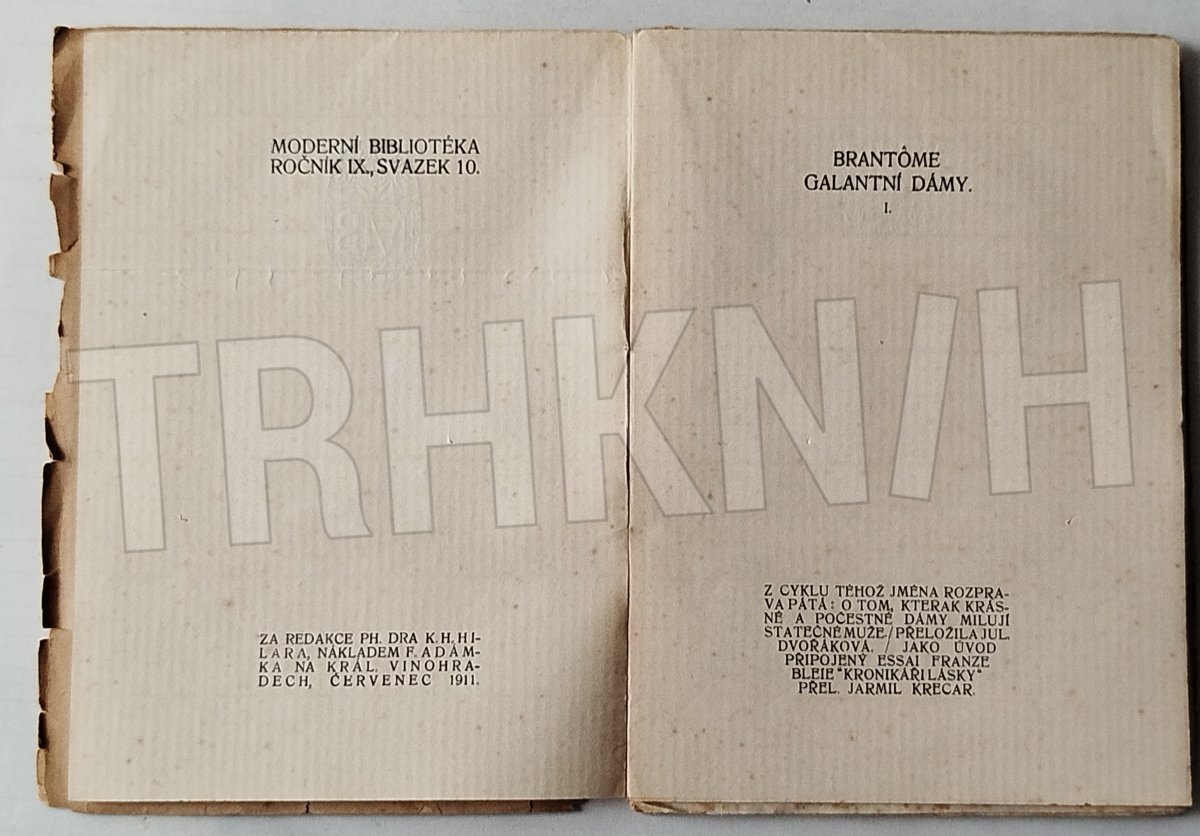 MODERNÍ BIBLIOTÉKA
ROČNÍK IX., SVAZEK 10.
ZA REDAKCE PH. DRA K. H. HI-
LARA, NÁKLADEM F. ADÁM-
KA NA KRÁL. VINOHRA-
DECH, ČERVENEC 1911.
BRANTÔME
GALANTNÍ DÁMY.
I.
Z CYKLU TÉHOŽ JMÉNA ROZPRA-
VA PÁTÁ: O TOM, KTERAK KRÁS-
NÉ A POČESTNÉ DÁMY MILUJÍ
STATEČNÉ MUŽE / PŘELOŽILA JUL.
DVOŘÁKOVÁ. / JAKO ÚVOD
PŘIPOJENÝ ESSAI FRANZE
BLEIE "KRONIKÁŘI LÁSKY"
PŘEL. JARMIL KRECAR.
TRHKNIH